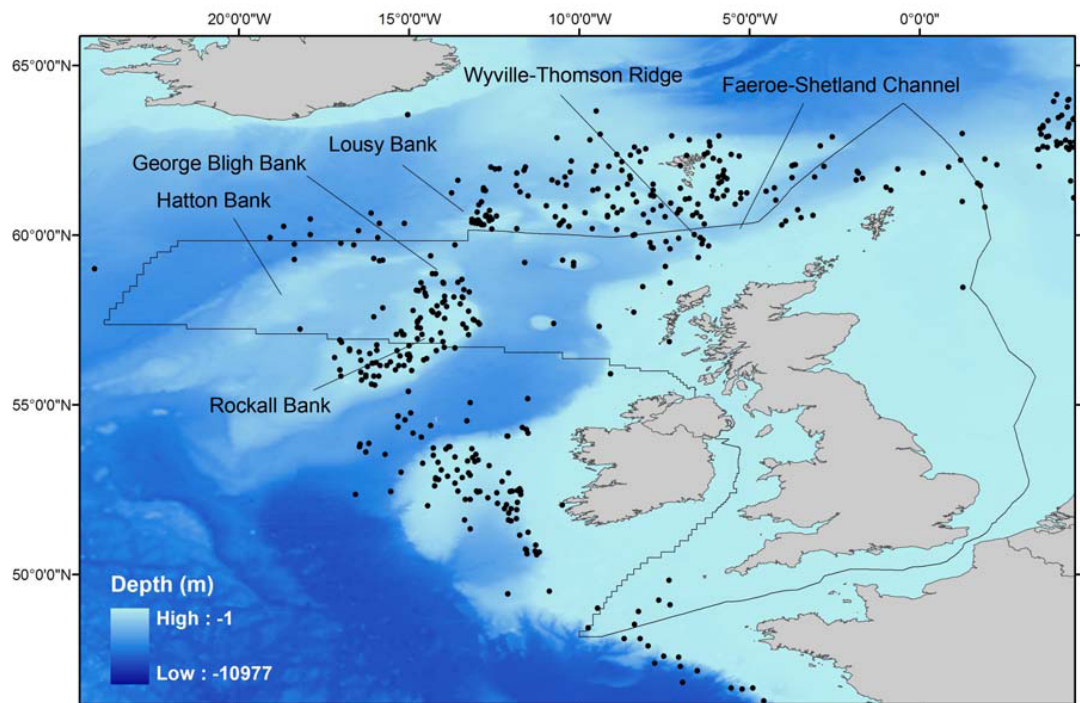 20°0'0"W 15°0'0"W 10°0'0"W 5°0'0"W 0°0'0"
65°0'0"N
Wyville-Thomson Ridge
Faeroe-Shetland Channel
Lousy Bank
George Bligh Bank
Hatton Bank
60°0'0"N
55°0'0"N
Rockall Bank
50°0'0"N
Depth (m)
High : -1
Low : -10977